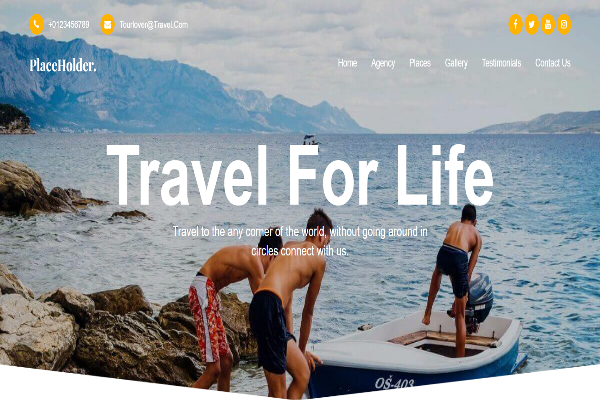 +0123456789 Tourlover@Travel.Com
PlaceHolder.
Home Agency Places Gallery Testimonials Contact Us
Travel For Life
Travel to the any corner of the world, without going around in
circles connect with us.
OŠ-403